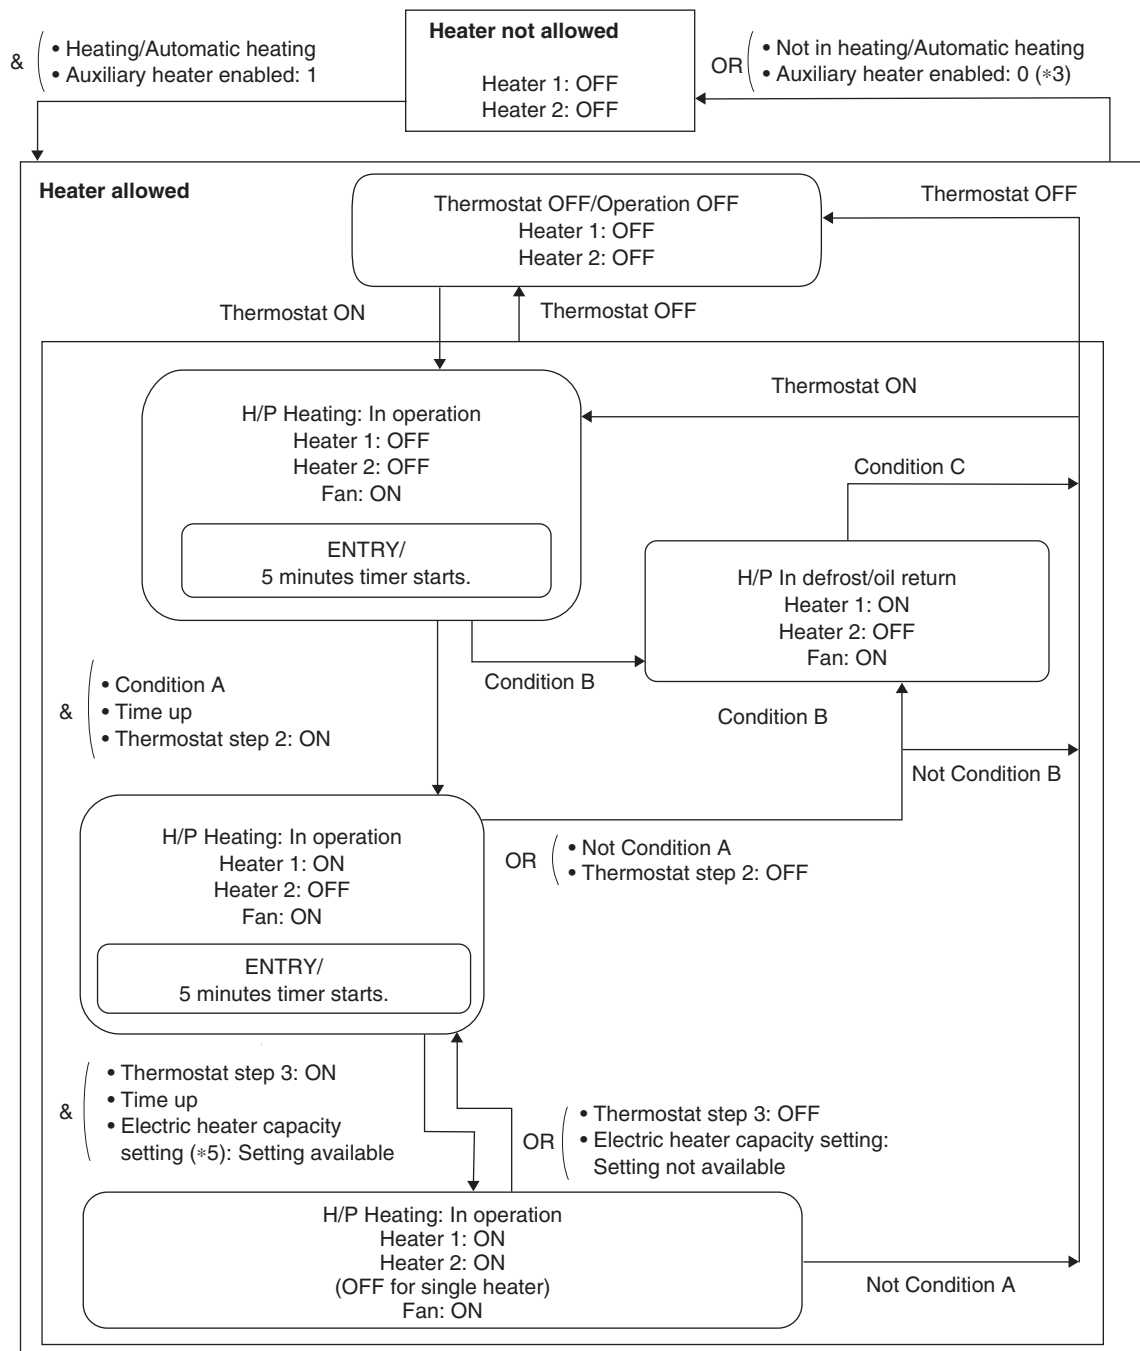 Heater not allowed
Heater 1: OFF
Heater 2: OFF
&
• Heating/Automatic heating
• Auxiliary heater enabled: 1
OR
• Not in heating/Automatic heating
• Auxiliary heater enabled: 0 (*3)
Heater allowed
Thermostat OFF/Operation OFF
Heater 1: OFF
Heater 2: OFF
Thermostat OFF
Thermostat ON
Thermostat OFF
H/P Heating: In operation
Heater 1: OFF
Heater 2: OFF
Fan: ON
ENTRY/
5 minutes timer starts.
Thermostat ON
Condition C
H/P In defrost/oil return
Heater 1: ON
Heater 2: OFF
Fan: ON
Condition B
&
• Condition A
• Time up
• Thermostat step 2: ON
Condition B
Not Condition B
H/P Heating: In operation
Heater 1: ON
Heater 2: OFF
Fan: ON
ENTRY/
5 minutes timer starts.
OR
• Not Condition A
• Thermostat step 2: OFF
&
• Thermostat step 3: ON
• Time up
• Electric heater capacity
setting (*5): Setting available
OR
• Thermostat step 3: OFF
• Electric heater capacity setting:
Setting not available
H/P Heating: In operation
Heater 1: ON
Heater 2: ON
(OFF for single heater)
Fan: ON
Not Condition A